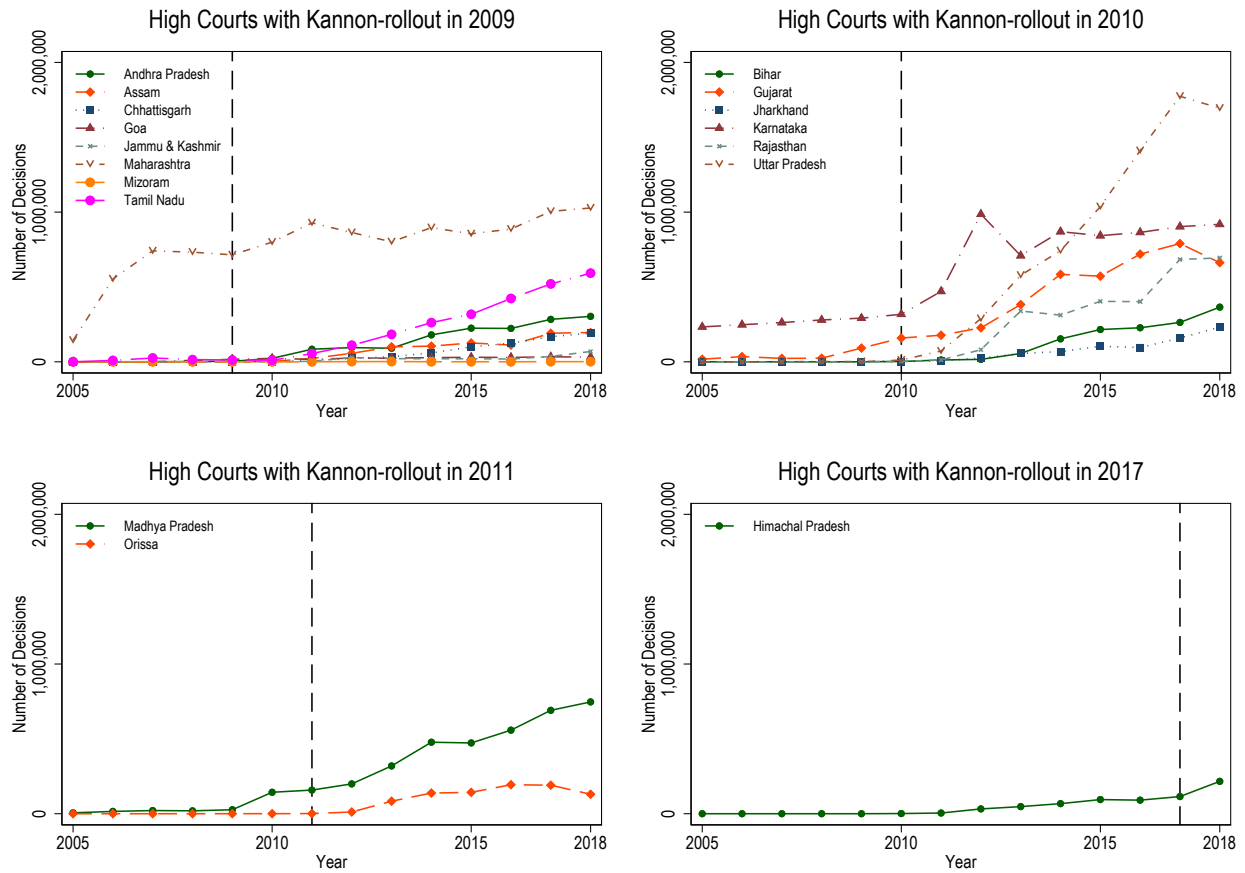 High Courts with Kannon-rollout in 2009
Number of Decisions
2,000,000
1,000,000
0
Andhra Pradesh
Assam
Chhattisgarh
Goa
Jammu & Kashmir
Maharashtra
Mizoram
Tamil Nadu
2005 2010 2015 2018
Year
High Courts with Kannon-rollout in 2010
Number of Decisions
2,000,000
1,000,000
0
Bihar
Gujarat
Jharkhand
Karnataka
Rajasthan
Uttar Pradesh
2005 2010 2015 2018
Year
High Courts with Kannon-rollout in 2011
Number of Decisions
2,000,000
1,000,000
0
Madhya Pradesh
Orissa
2005 2010 2015 2018
Year
High Courts with Kannon-rollout in 2017
Number of Decisions
2,000,000
1,000,000
0
Himachal Pradesh
2005 2010 2015 2018
Year